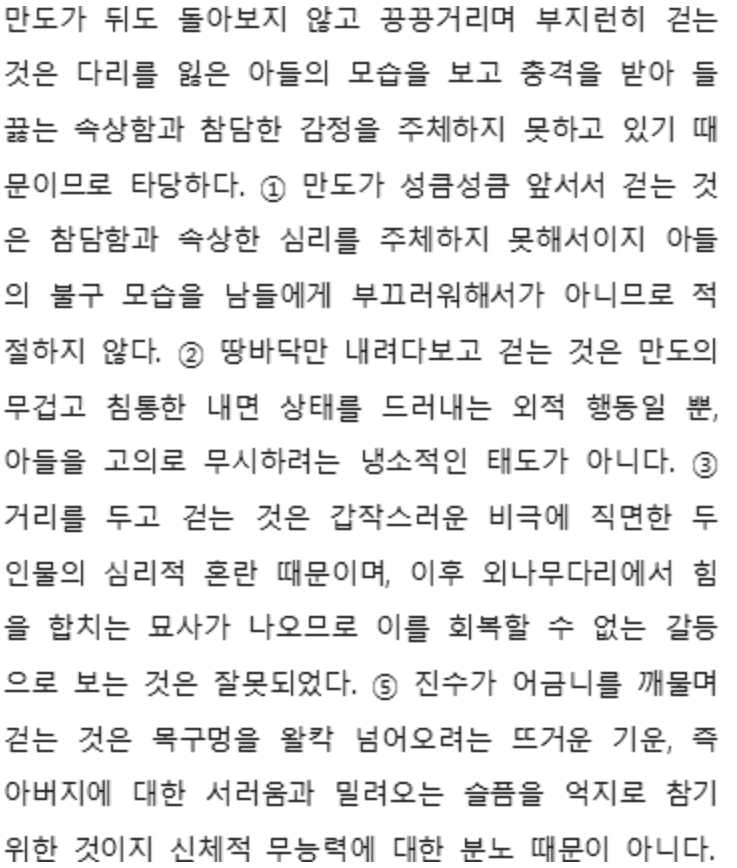 만도가 뒤도 돌아보지 않고 끙끙거리며 부지런히 걷는
것은 다리를 잃은 아들의 모습을 보고 충격을 받아 들
끓는 속상함과 참담한 감정을 주체하지 못하고 있기 때
문이므로 타당하다. ① 만도가 성큼성큼 앞서서 걷는 것
은 참담함과 속상한 심리를 주체하지 못해서이지 아들
의 불구 모습을 남들에게 부끄러워해서가 아니므로 적
절하지 않다. ② 땅바닥만 내려다보고 걷는 것은 만도의
무겁고 침통한 내면 상태를 드러내는 외적 행동일 뿐,
아들을 고의로 무시하려는 냉소적인 태도가 아니다. ③
거리를 두고 걷는 것은 갑작스러운 비극에 직면한 두
인물의 심리적 혼란 때문이며, 이후 외나무다리에서 힘
을 합치는 묘사가 나오므로 이를 회복할 수 없는 갈등
으로 보는 것은 잘못되었다. ⑤ 진수가 어금니를 깨물며
걷는 것은 목구멍을 왈칵 넘어오려는 뜨거운 기운, 즉
아버지에 대한 서러움과 밀려오는 슬픔을 억지로 참기
위한 것이지 신체적 무능력에 대한 분노 때문이 아니다.